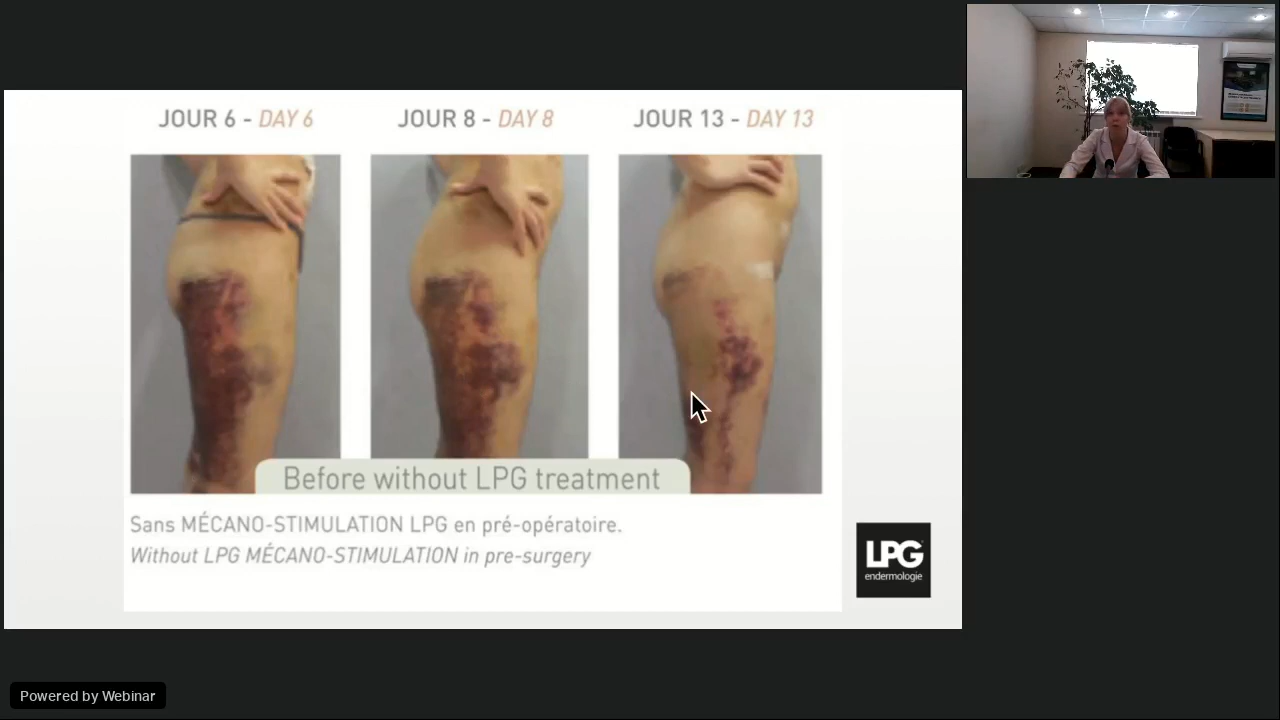 JOUR 6 - DAY 6
JOUR 8 - DAY 8
JOUR 13 - DAY 13
Before without LPG treatment
Sans MÉCANO-STIMULATION LPG en pré-opératoire.
Without LPG MÉCANO-STIMULATION in pre-surgery
LPG
endermologie
Powered by Webinar